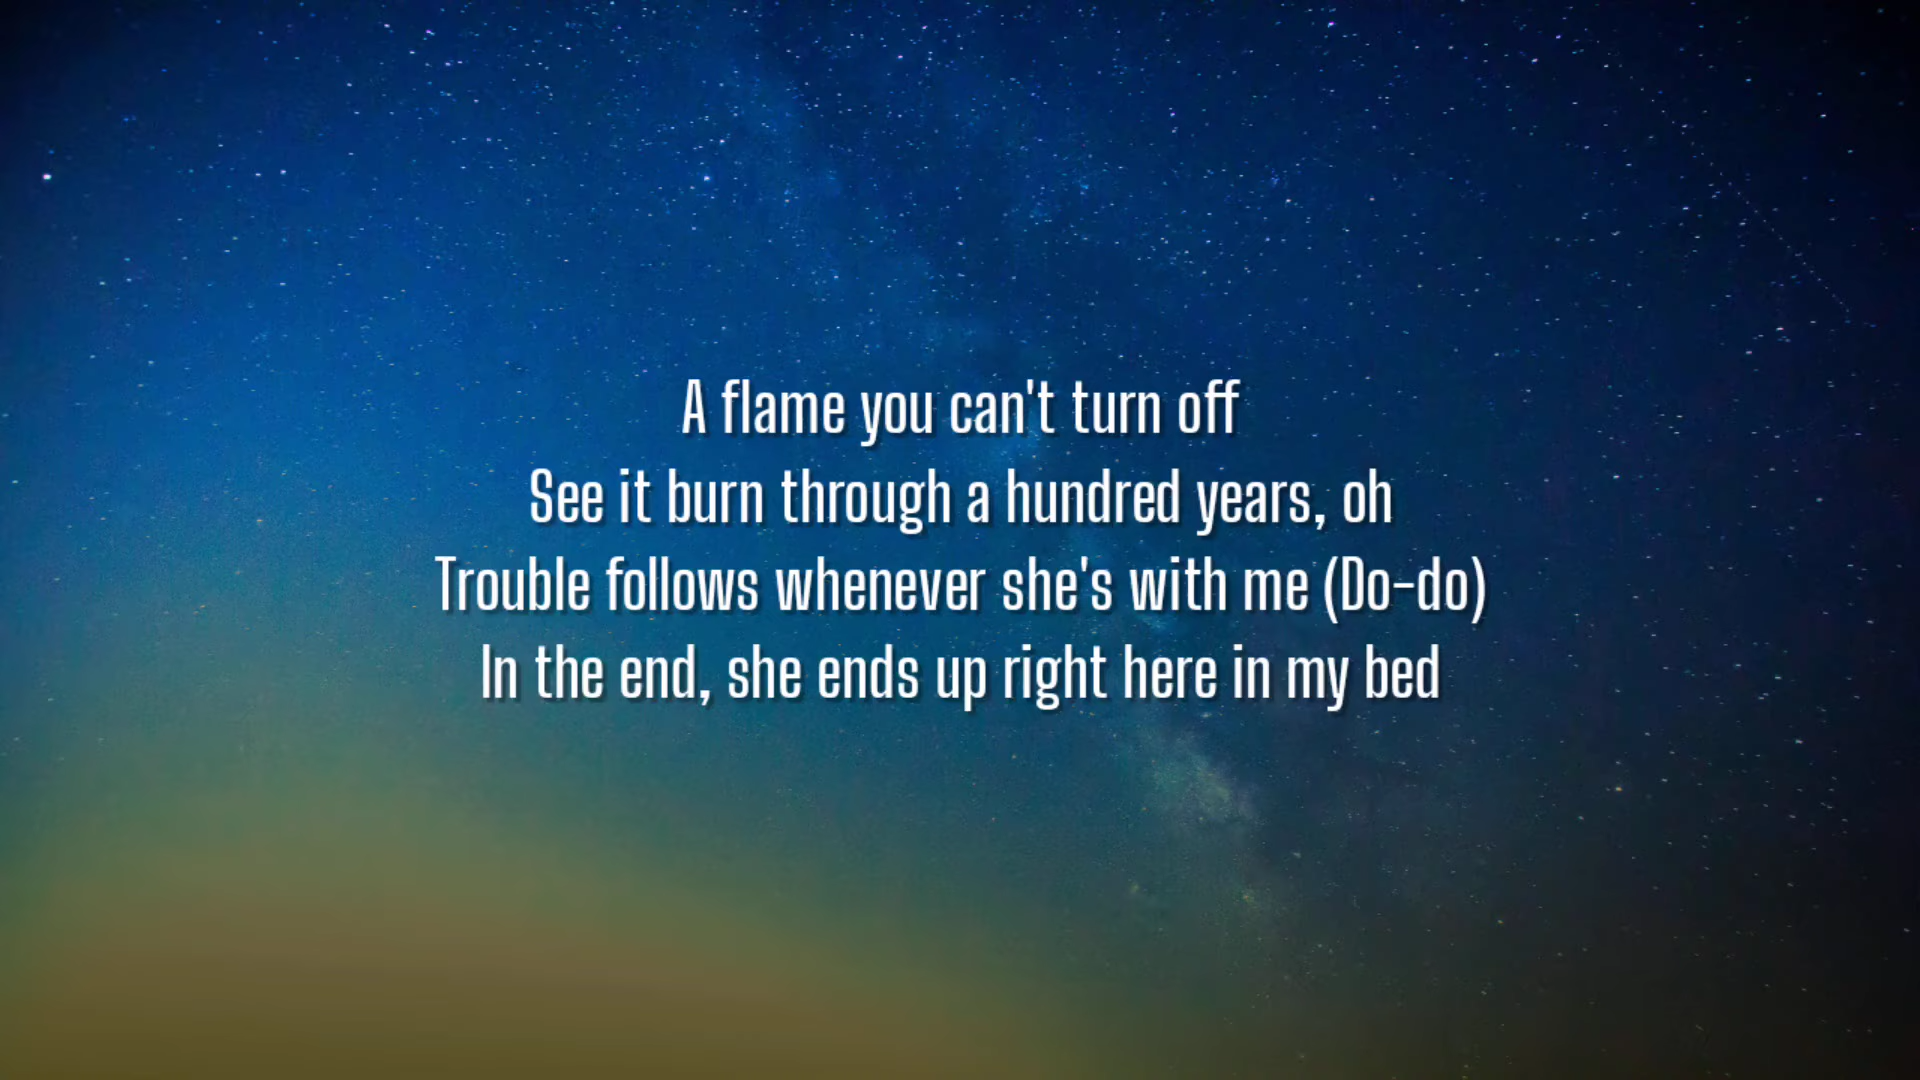 A flame you can't turn off
See it burn through a hundred years, oh
Trouble follows whenever she's with me (Do-do)
In the end, she ends up right here in my bed